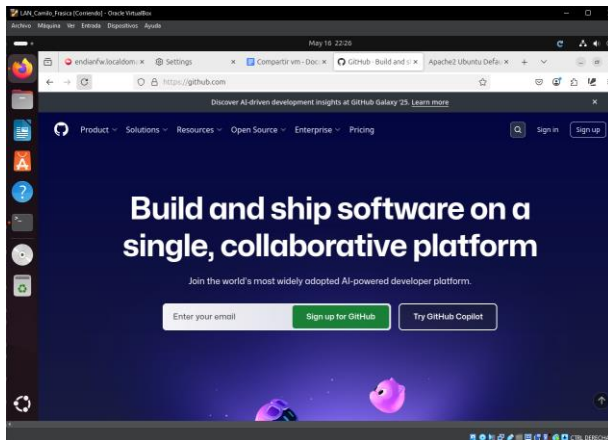 LAN_Camilo_Frasica [Corriendo] - Oracle VirtualBox
Archivo Máquina Ver Entrada Dispositivos Ayuda
May 16 22:26
endianfw.localdom Settings Compartir vm - Doc GitHub · Build and s Apache2 Ubuntu Defa
https://github.com
Discover AI-driven development insights at GitHub Galaxy '25. Learn more
Product Solutions Resources Open Source Enterprise Pricing Sign in Sign up
Build and ship software on a
single, collaborative platform
Join the world's most widely adopted AI-powered developer platform.
Enter your email Sign up for GitHub Try GitHub Copilot
CTRL DERECHA